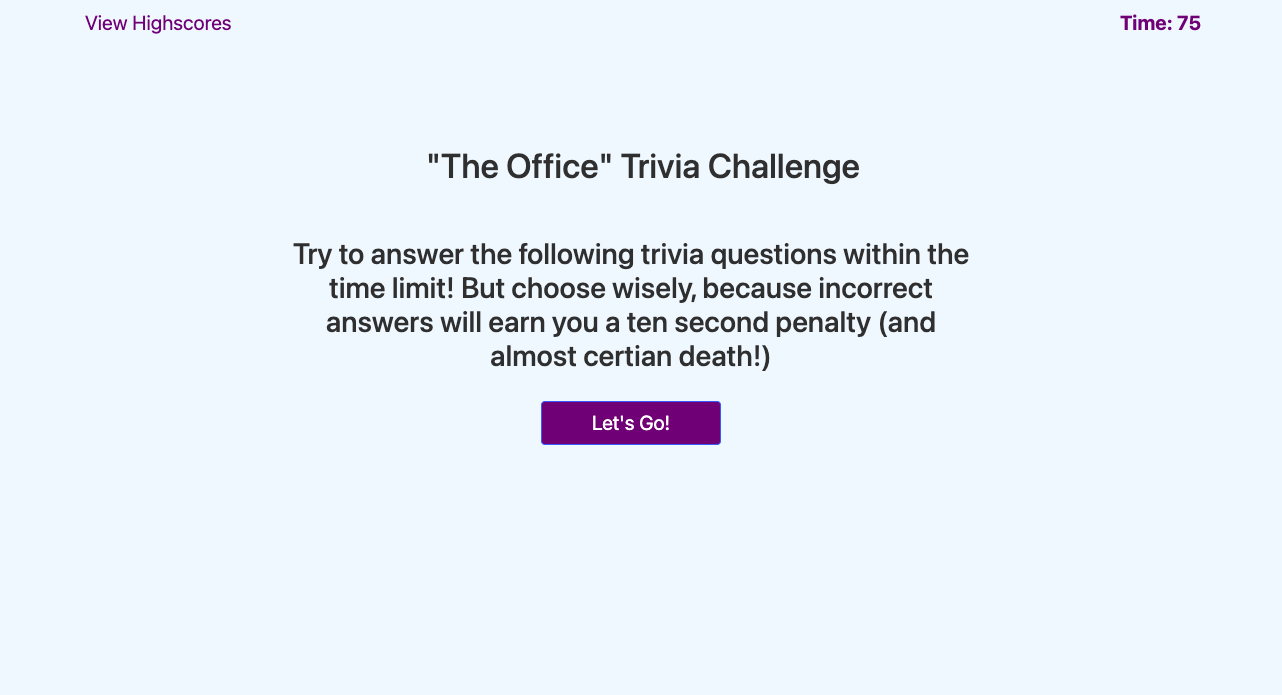 View Highscores
Time: 75
"The Office" Trivia Challenge
Try to answer the following trivia questions within the
time limit! But choose wisely, because incorrect
answers will earn you a ten second penalty (and
almost certian death!)
Let's Go!